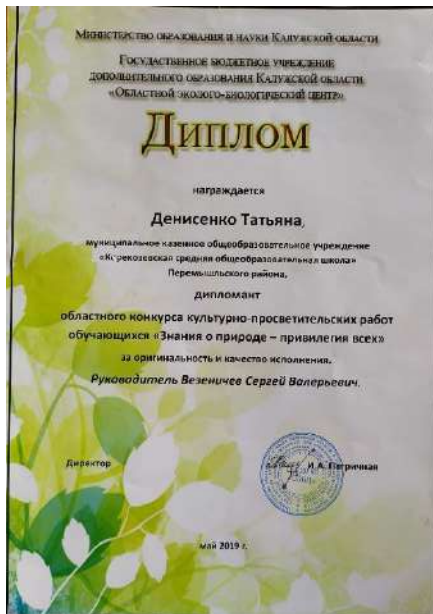 Министерство образования и науки Калужской области
Государственное бюджетное учреждение
дополнительного образования Калужской области
«Областной эколого-биологический центр»
Диплом
награждается
Денисенко Татьяна,
муниципальное казенное общеобразовательное учреждение
«Корекозевская средняя общеобразовательная школа»
Перемышльского района,
дипломант
областного конкурса культурно-просветительских работ
обучающихся «Знания о природе – привилегия всех»
за оригинальность и качество исполнения.
Руководитель Везеничев Сергей Валерьевич.
Директор
И.А. Петричная
май 2019 г.